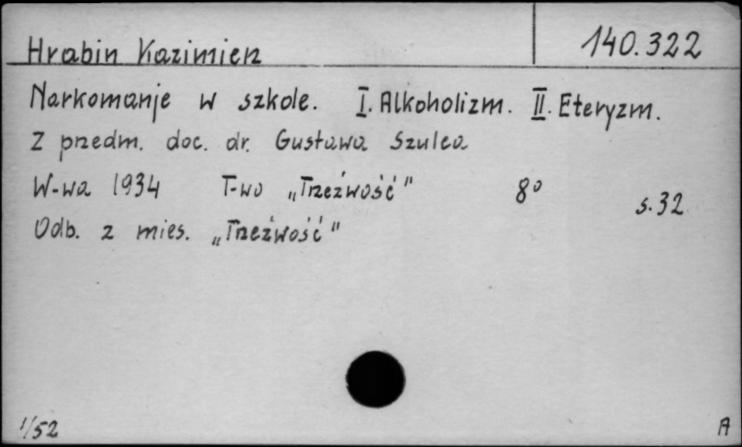 Hrabin Kazimierz 140.322
Narkomanje w szkole. I. Alkoholizm. II. Eteryzm.
Z przedm. doc. dr. Gustawa Szulca
W-wa 1934 T-wo „Trzeźwość" 8° s.32
Odb. z mies. „Trzeźwość"
1/52 A